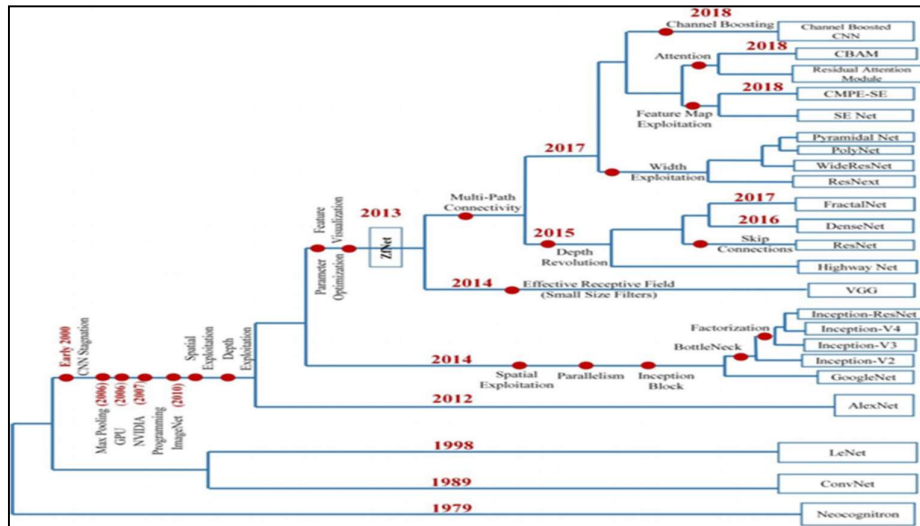 2018
Channel Boosting
Channel Boosted
CNN
2018
Attention
CBAM
Residual Attention
Module
2018
CMPE-SE
Feature Map
Exploitation
SE Net
2017
Pyramidal Net
PolyNet
Width
Exploitation
WideResNet
ResNext
Multi-Path
Connectivity
2017
FractalNet
2016
DenseNet
2015
Depth
Revolution
Skip
Connections
ResNet
Highway Net
2013
ZfNet
Feature
Visualization
Parameter
Optimization
2014
Effective Receptive Field
(Small Size Filters)
VGG
Inception-ResNet
Factorization
Inception-V4
BottleNeck
Inception-V3
Inception-V2
GoogleNet
2014
Spatial
Exploitation
Parallelism
Inception
Block
Early 2000
CNN Stagnation
Spatial
Exploitation
Depth
Exploitation
Max Pooling (2006)
GPU (2006)
NVIDIA (2007)
Programming
ImageNet (2010)
2012
AlexNet
1998
LeNet
1989
ConvNet
1979
Neocognitron